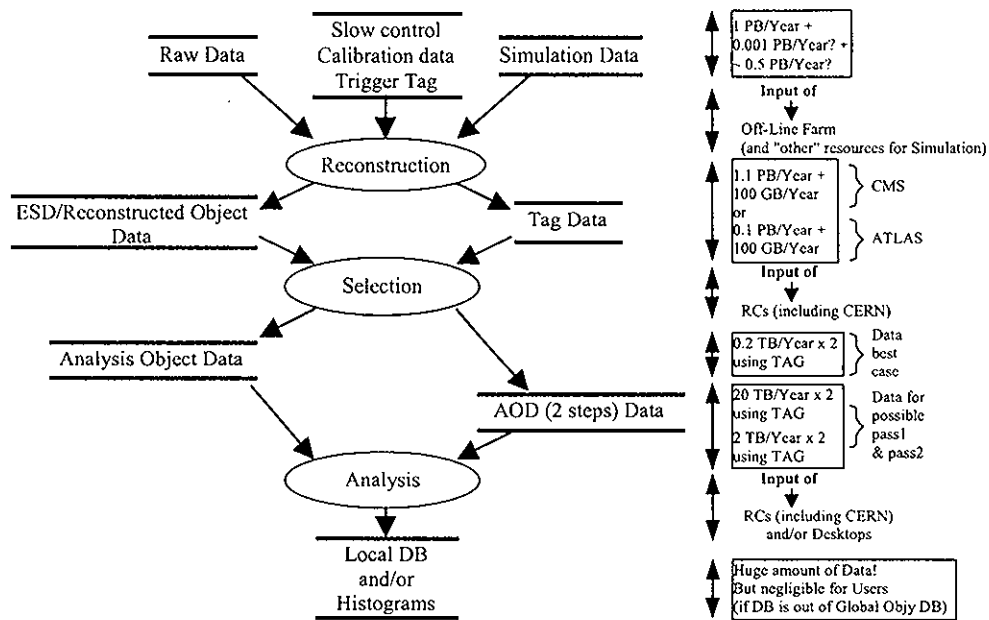 Raw Data
Slow control
Calibration data
Trigger Tag
Simulation Data
Reconstruction
ESD/Reconstructed Object
Data
Tag Data
Selection
Analysis Object Data
AOD (2 steps) Data
Analysis
Local DB
and/or
Histograms
1 PB/Year +
0.001 PB/Year? +
~ 0.5 PB/Year?
Input of
Off-Line Farm
(and "other" resources for Simulation)
1.1 PB/Year +
100 GB/Year
or
0.1 PB/Year +
100 GB/Year
CMS
ATLAS
Input of
RCs (including CERN)
0.2 TB/Year x 2
using TAG
Data
best
case
20 TB/Year x 2
using TAG
2 TB/Year x 2
using TAG
Data for
possible
pass1
& pass2
Input of
RCs (including CERN)
and/or Desktops
Huge amount of Data!
But negligible for Users
(if DB is out of Global Objy DB)